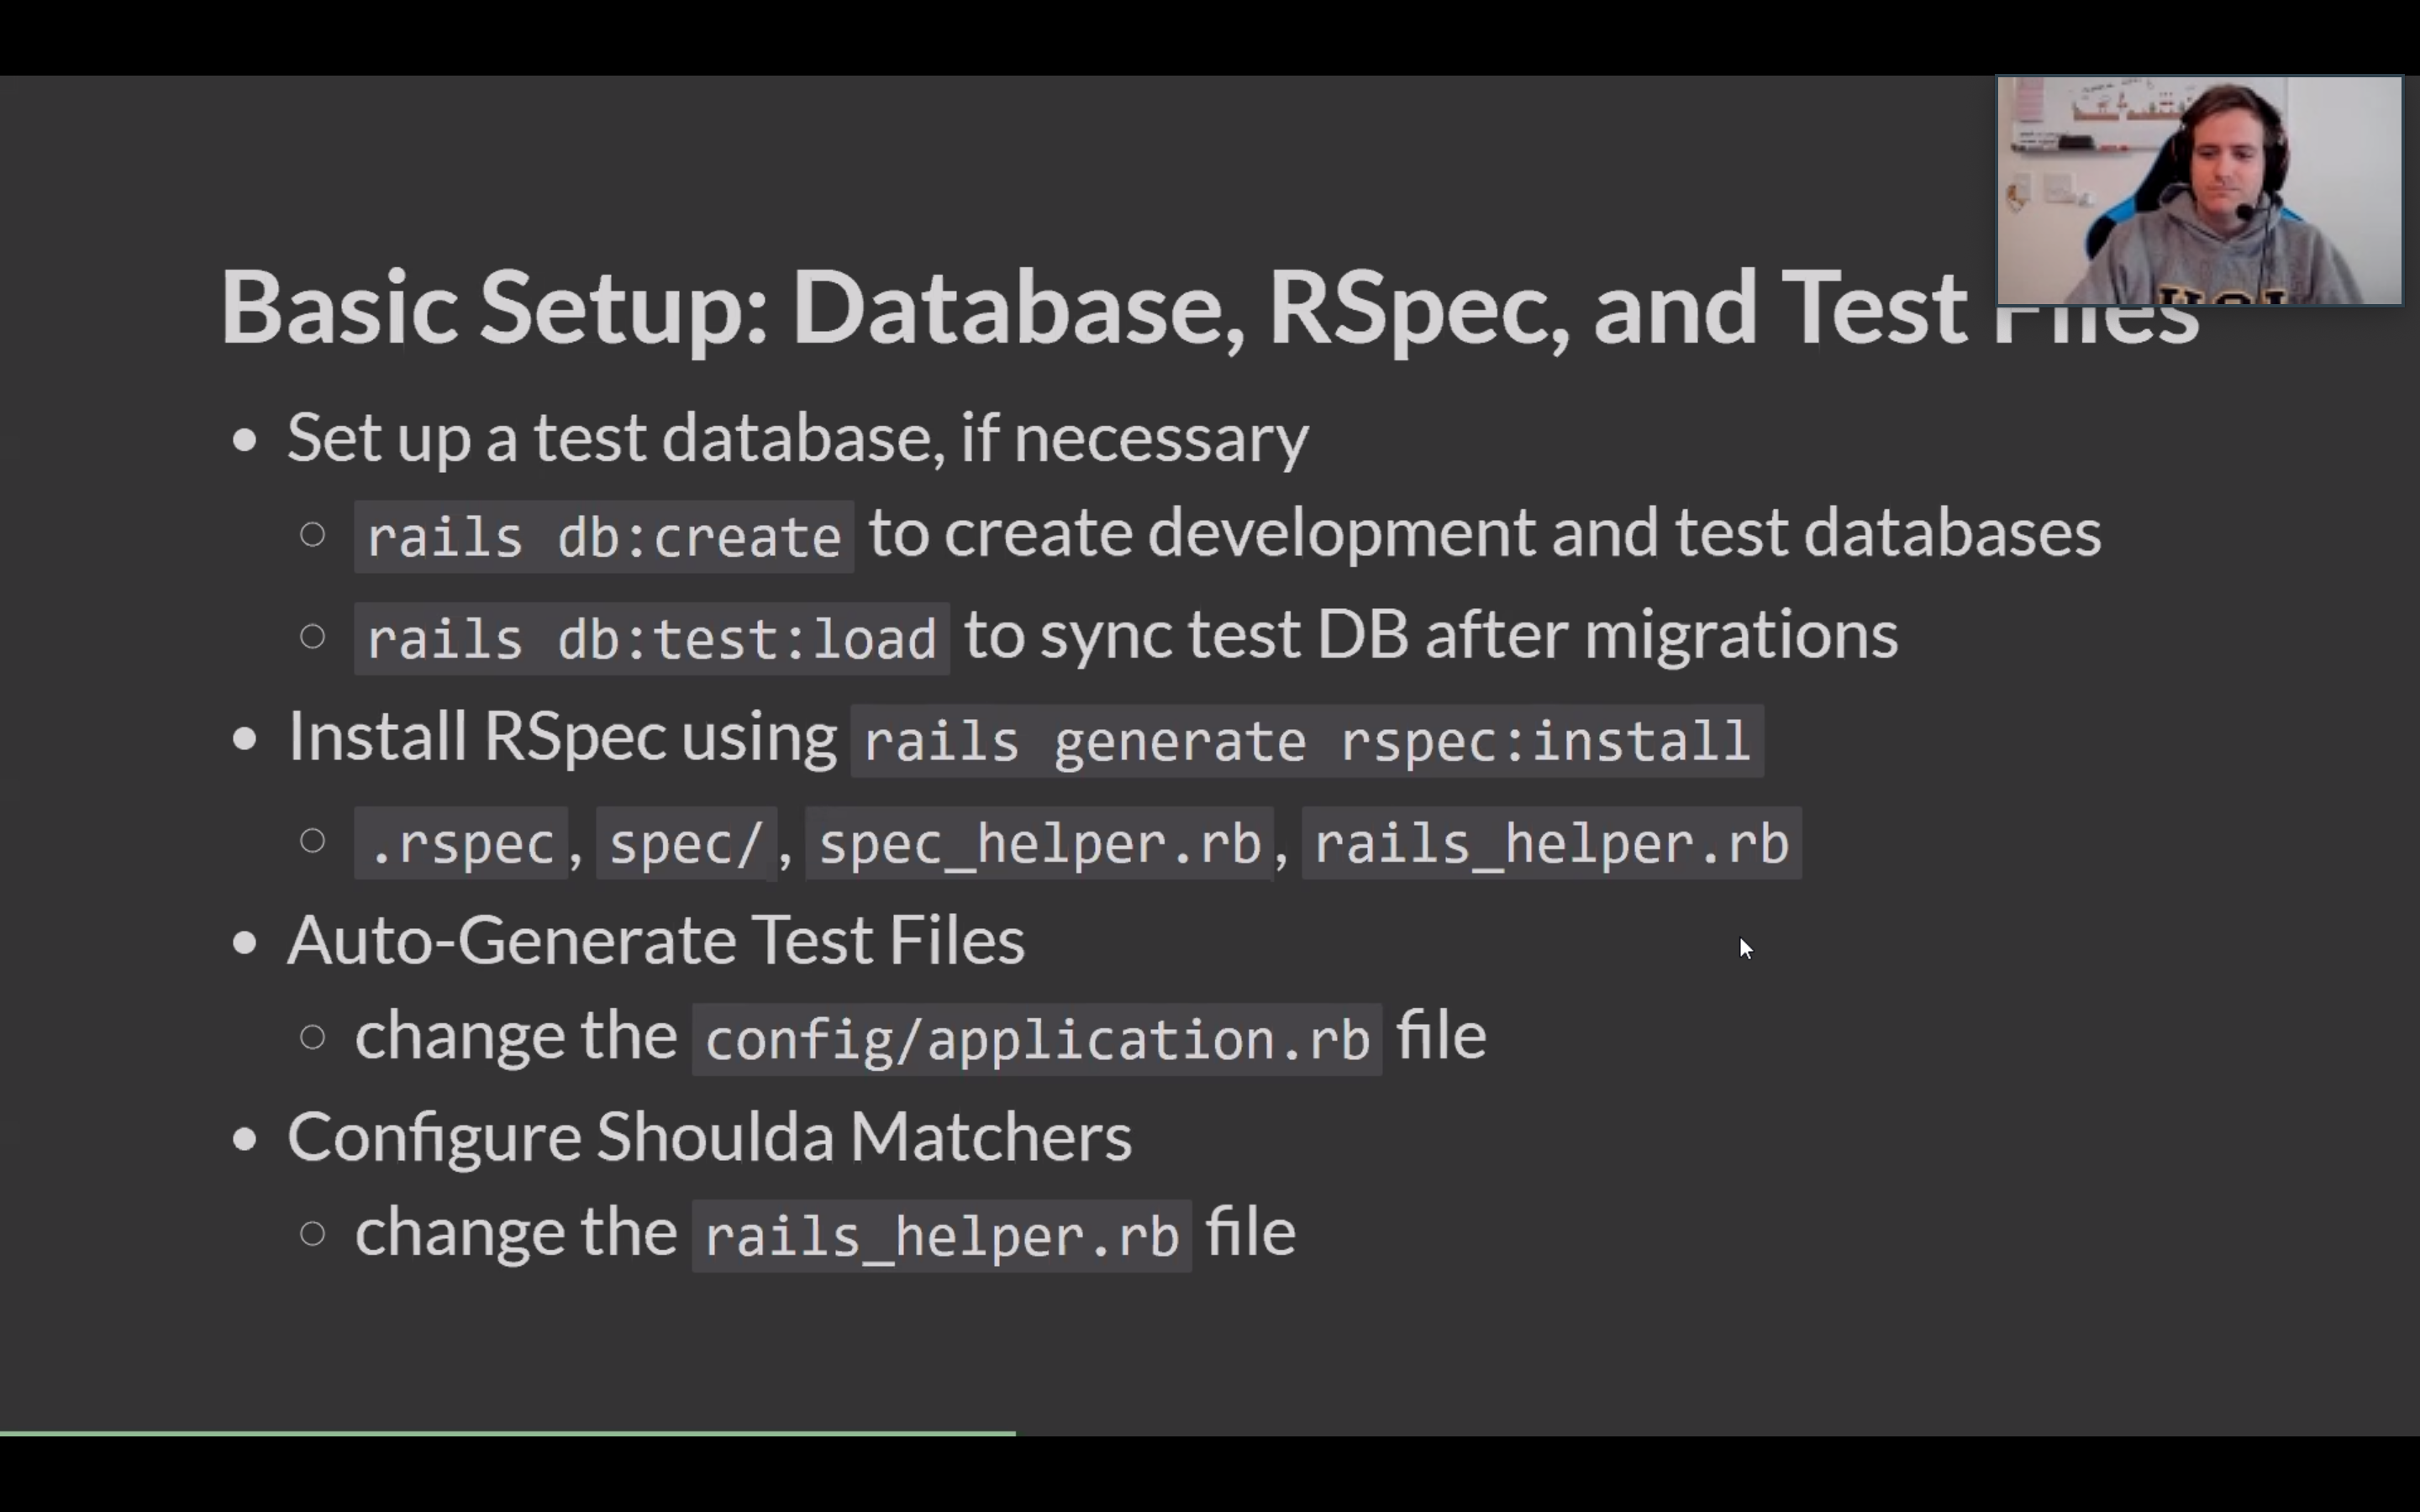 Basic Setup: Database, RSpec, and Test Files
• Set up a test database, if necessary
○ rails db:create to create development and test databases
○ rails db:test:load to sync test DB after migrations
• Install RSpec using rails generate rspec:install
○ .rspec, spec/, spec_helper.rb, rails_helper.rb
• Auto-Generate Test Files
○ change the config/application.rb file
• Configure Shoulda Matchers
○ change the rails_helper.rb file